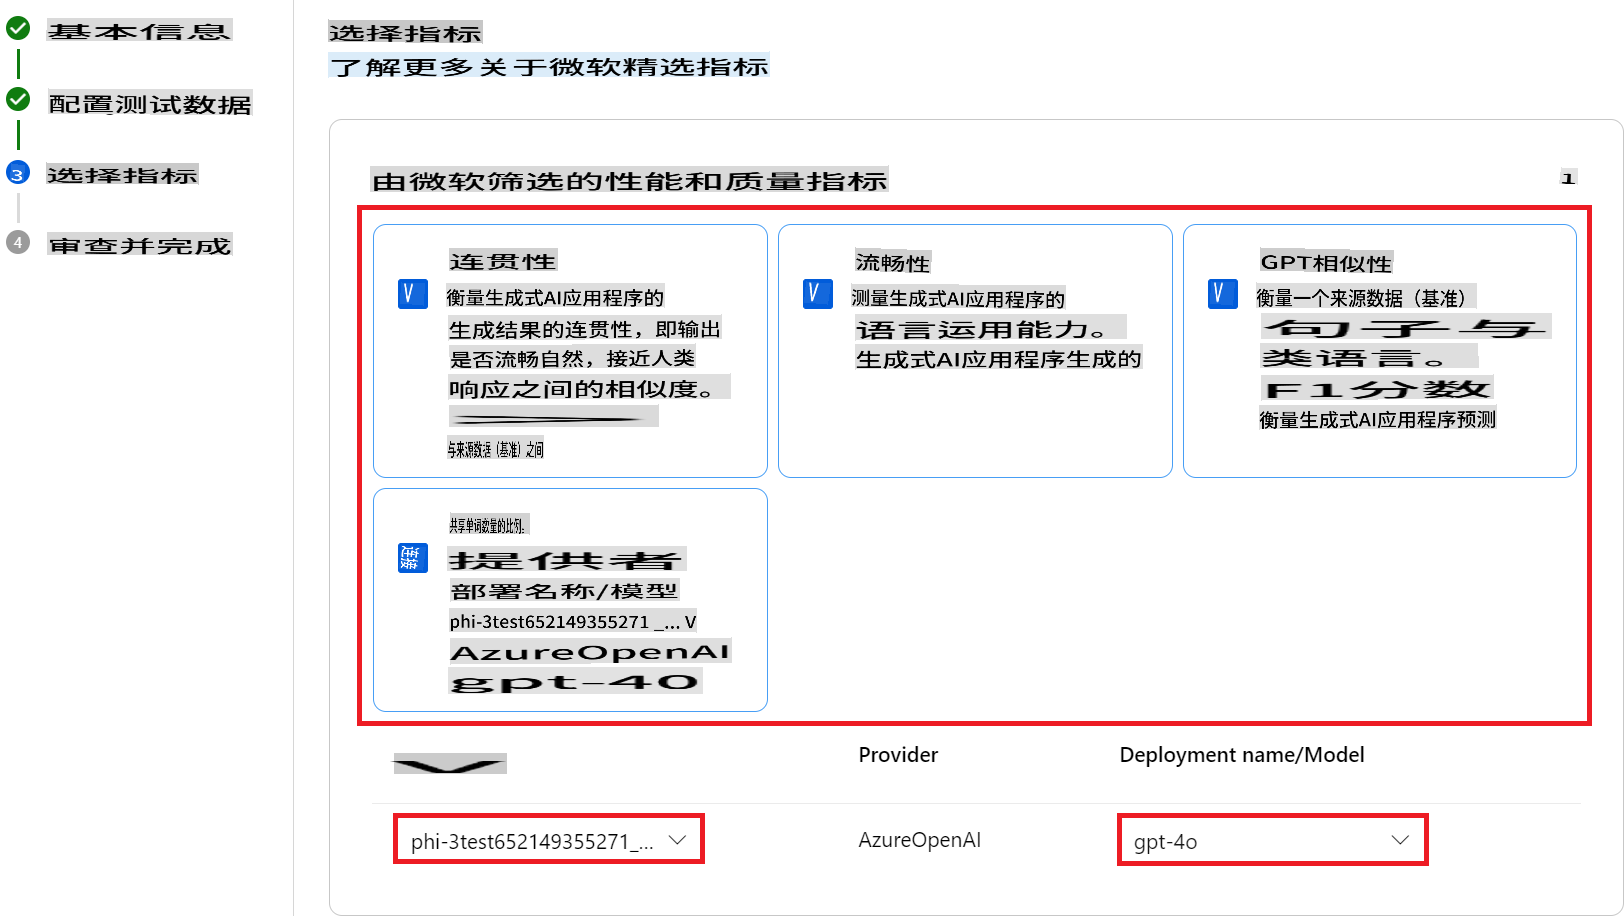 基本信息
配置测试数据
3
选择指标
4
审查并完成
选择指标
了解更多关于微软精选指标
由微软筛选的性能和质量指标
1
V
连贯性
衡量生成式AI应用程序的
生成结果的连贯性，即输出
是否流畅自然，接近人类
响应之间的相似度。
与来源数据（基准）之间
V
流畅性
测量生成式AI应用程序的
语言运用能力。
生成式AI应用程序生成的
V
GPT相似性
衡量一个来源数据（基准）
句子与
类语言。
F1分数
衡量生成式AI应用程序预测
连接
共享单词数量的比例。
提供者
部署名称/模型
phi-3test652149355271 _... V
AzureOpenAI
gpt-4o
Provider
Deployment name/Model
phi-3test652149355271_...
AzureOpenAI
gpt-4o